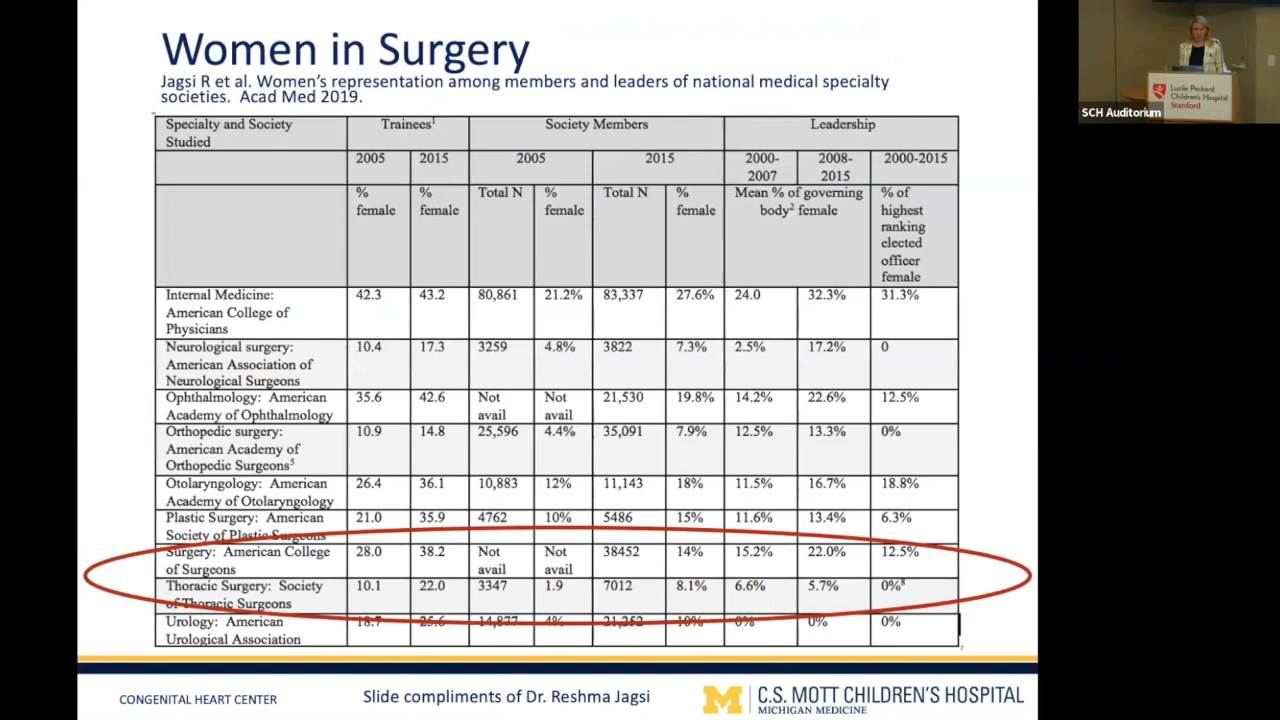 Women in Surgery
Jagsi R et al. Women's representation among members and leaders of national medical specialty
societies. Acad Med 2019.
Specialty and Society Studied | Trainees1 | Society Members | Leadership
2005 | 2015 | 2005 | 2015 | 2000-2007 | 2008-2015 | 2000-2015
% female | % female | Total N | % female | Total N | % female | Mean % of governing body2 female | % of highest ranking elected officer female
Internal Medicine: American College of Physicians | 42.3 | 43.2 | 80,861 | 21.2% | 83,337 | 27.6% | 24.0 | 32.3% | 31.3%
Neurological surgery: American Association of Neurological Surgeons | 10.4 | 17.3 | 3259 | 4.8% | 3822 | 7.3% | 2.5% | 17.2% | 0
Ophthalmology: American Academy of Ophthalmology | 35.6 | 42.6 | Not avail | Not avail | 21,530 | 19.8% | 14.2% | 22.6% | 12.5%
Orthopedic surgery: American Academy of Orthopedic Surgeons5 | 10.9 | 14.8 | 25,596 | 4.4% | 35,091 | 7.9% | 12.5% | 13.3% | 0%
Otolaryngology: American Academy of Otolaryngology | 26.4 | 36.1 | 10,883 | 12% | 11,143 | 18% | 11.5% | 16.7% | 18.8%
Plastic Surgery: American Society of Plastic Surgeons | 21.0 | 35.9 | 4762 | 10% | 5486 | 15% | 11.6% | 13.4% | 6.3%
Surgery: American College of Surgeons | 28.0 | 38.2 | Not avail | Not avail | 38452 | 14% | 15.2% | 22.0% | 12.5%
Thoracic Surgery: Society of Thoracic Surgeons | 10.1 | 22.0 | 3347 | 1.9 | 7012 | 8.1% | 6.6% | 5.7% | 0%8
Urology: American Urological Association | 18.7 | 25.6 | 14,877 | 4% | 21,252 | 10% | 0% | 0% | 0%
CONGENITAL HEART CENTER
Slide compliments of Dr. Reshma Jagsi
M
C.S. MOTT CHILDREN'S HOSPITAL
MICHIGAN MEDICINE
Lucile Packard
Children's Hospital
Stanford
SCH Auditorium